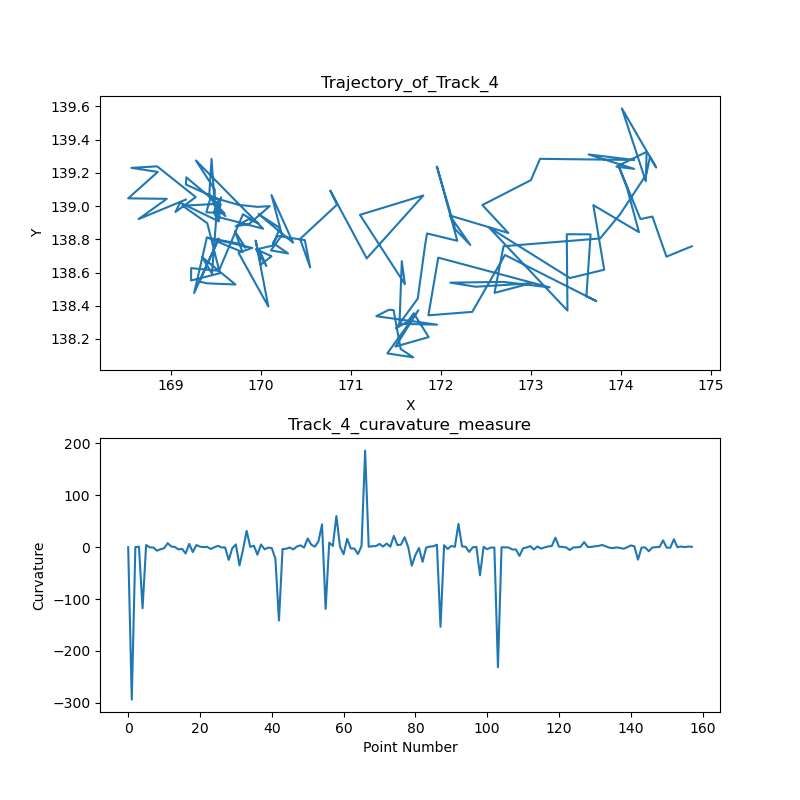 Trajectory_of_Track_4
139.6
139.4
139.2
139.0
138.8
138.6
138.4
138.2
Y
169 170 171 172 173 174 175
X
Track_4_curavature_measure
200
100
0
−100
−200
−300
Curvature
0 20 40 60 80 100 120 140 160
Point Number